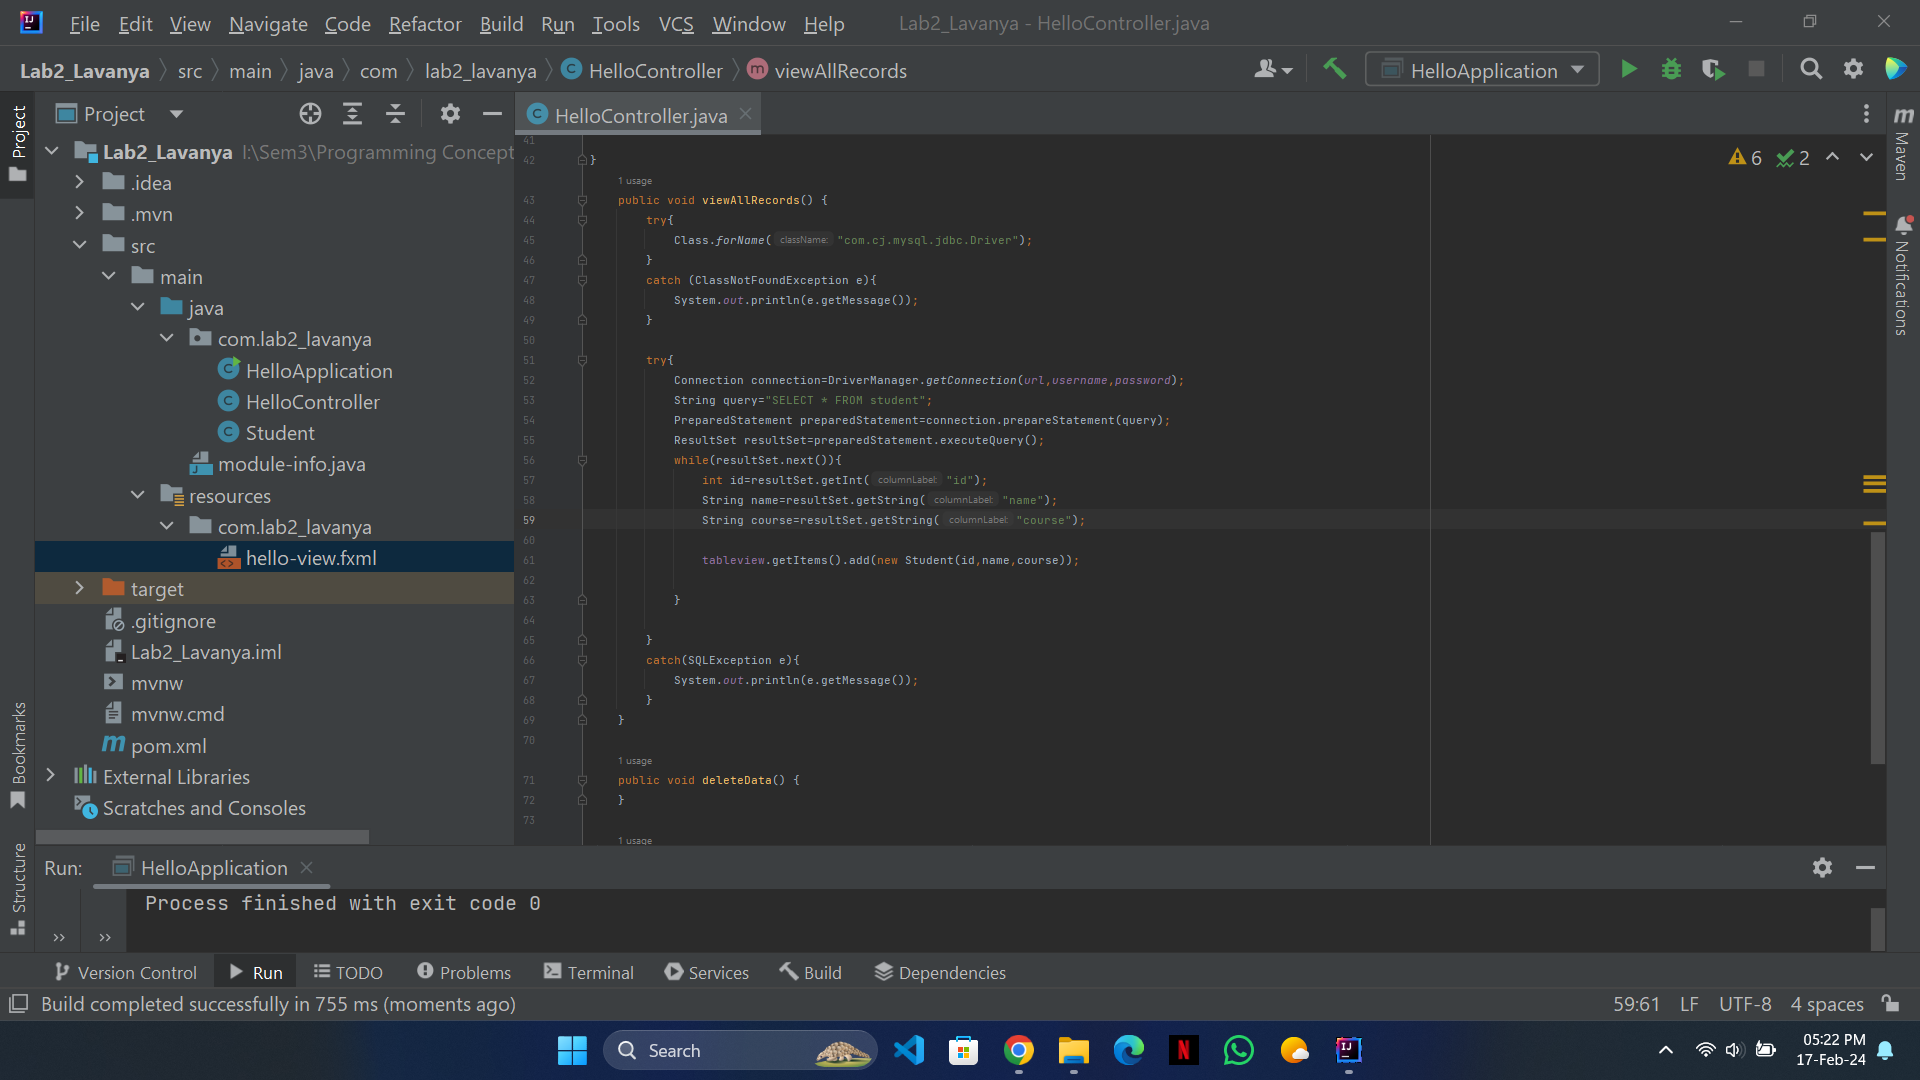 File Edit View Navigate Code Refactor Build Run Tools VCS Window Help Lab2_Lavanya - HelloController.java
Lab2_Lavanya src main java com lab2_lavanya HelloController viewAllRecords
HelloApplication
Project
HelloController.java
Lab2_Lavanya I:\Sem3\Programming Concept
.idea
.mvn
src
main
java
com.lab2_lavanya
HelloApplication
HelloController
Student
module-info.java
resources
com.lab2_lavanya
hello-view.fxml
target
.gitignore
Lab2_Lavanya.iml
mvnw
mvnw.cmd
pom.xml
External Libraries
Scratches and Consoles
Project
Bookmarks
Structure
Maven
Notifications
6 2
41
42 }
1 usage
43 public void viewAllRecords() {
44 try{
45 Class.forName( className: "com.cj.mysql.jdbc.Driver");
46 }
47 catch (ClassNotFoundException e){
48 System.out.println(e.getMessage());
49 }
50
51 try{
52 Connection connection=DriverManager.getConnection(url,username,password);
53 String query="SELECT * FROM student";
54 PreparedStatement preparedStatement=connection.prepareStatement(query);
55 ResultSet resultSet=preparedStatement.executeQuery();
56 while(resultSet.next()){
57 int id=resultSet.getInt( columnLabel: "id");
58 String name=resultSet.getString( columnLabel: "name");
59 String course=resultSet.getString( columnLabel: "course");
60
61 tableview.getItems().add(new Student(id,name,course));
62
63 }
64
65 }
66 catch(SQLException e){
67 System.out.println(e.getMessage());
68 }
69 }
70
1 usage
71 public void deleteData() {
72 }
73
1 usage
Run: HelloApplication
Process finished with exit code 0
Version Control Run TODO Problems Terminal Services Build Dependencies
Build completed successfully in 755 ms (moments ago)
59:61 LF UTF-8 4 spaces
Search
05:22 PM
17-Feb-24